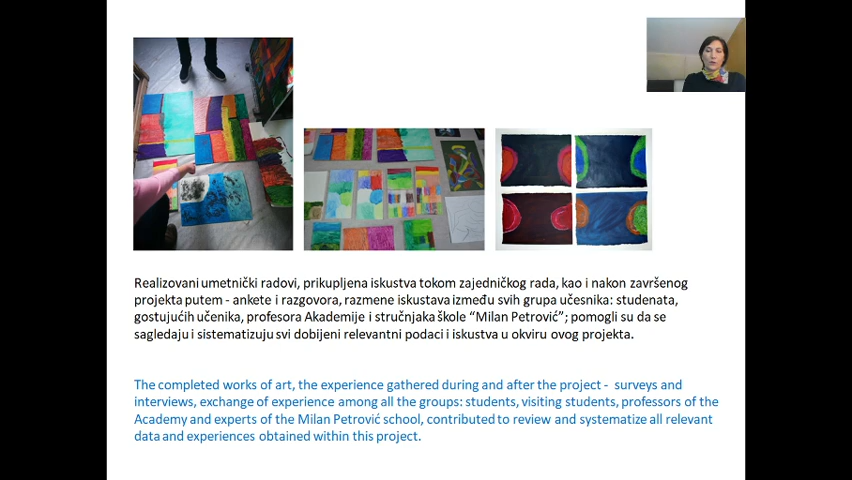 Realizovani umetnički radovi, prikupljena iskustva tokom zajedničkog rada, kao i nakon završenog
projekta putem - ankete i razgovora, razmene iskustava između svih grupa učesnika: studenata,
gostujućih učenika, profesora Akademije i stručnjaka škole “Milan Petrović”; pomogli su da se
sagledaju i sistematizuju svi dobijeni relevantni podaci i iskustva u okviru ovog projekta.
The completed works of art, the experience gathered during and after the project - surveys and
interviews, exchange of experience among all the groups: students, visiting students, professors of the
Academy and experts of the Milan Petrović school, contributed to review and systematize all relevant
data and experiences obtained within this project.